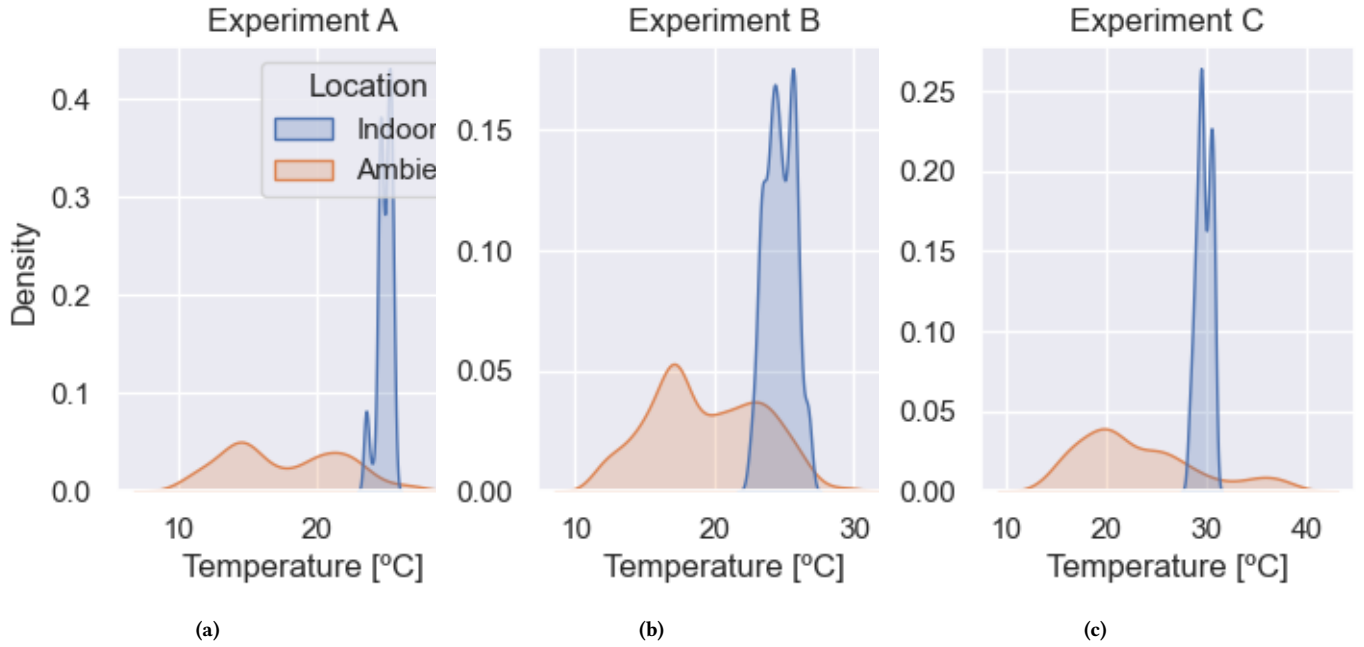 Experiment A
Experiment B
Experiment C
Location
Indoor
Ambie
Density
0.4
0.3
0.2
0.1
0.0
0.15
0.10
0.05
0.00
0.25
0.20
0.15
0.10
0.05
0.00
10 20
10 20 30
10 20 30 40
Temperature [ºC]
Temperature [ºC]
Temperature [ºC]
(a)
(b)
(c)